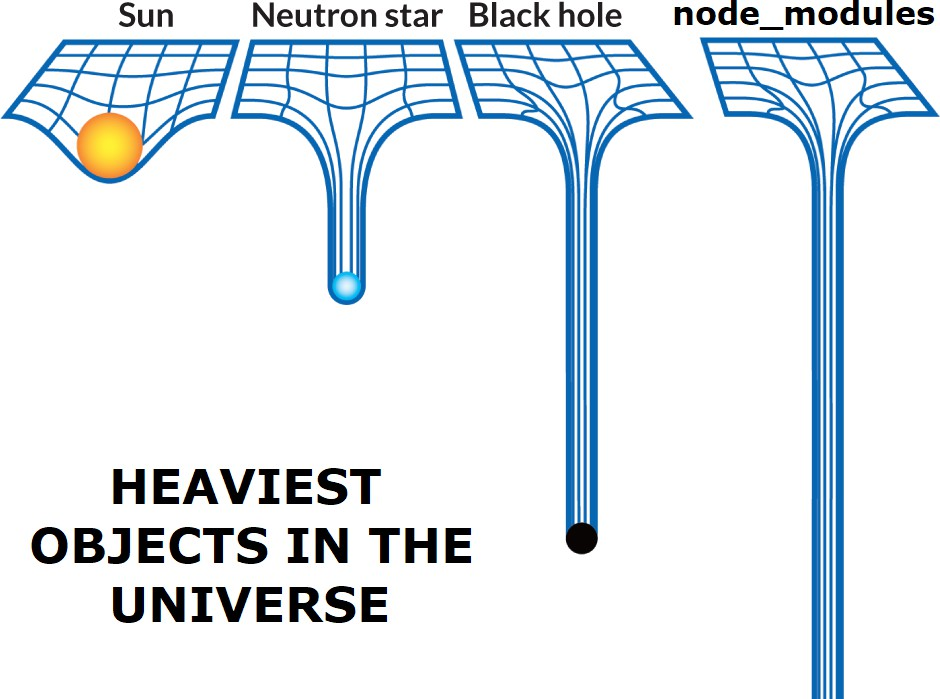 Sun
Neutron star
Black hole
node_modules
HEAVIEST
OBJECTS IN THE
UNIVERSE